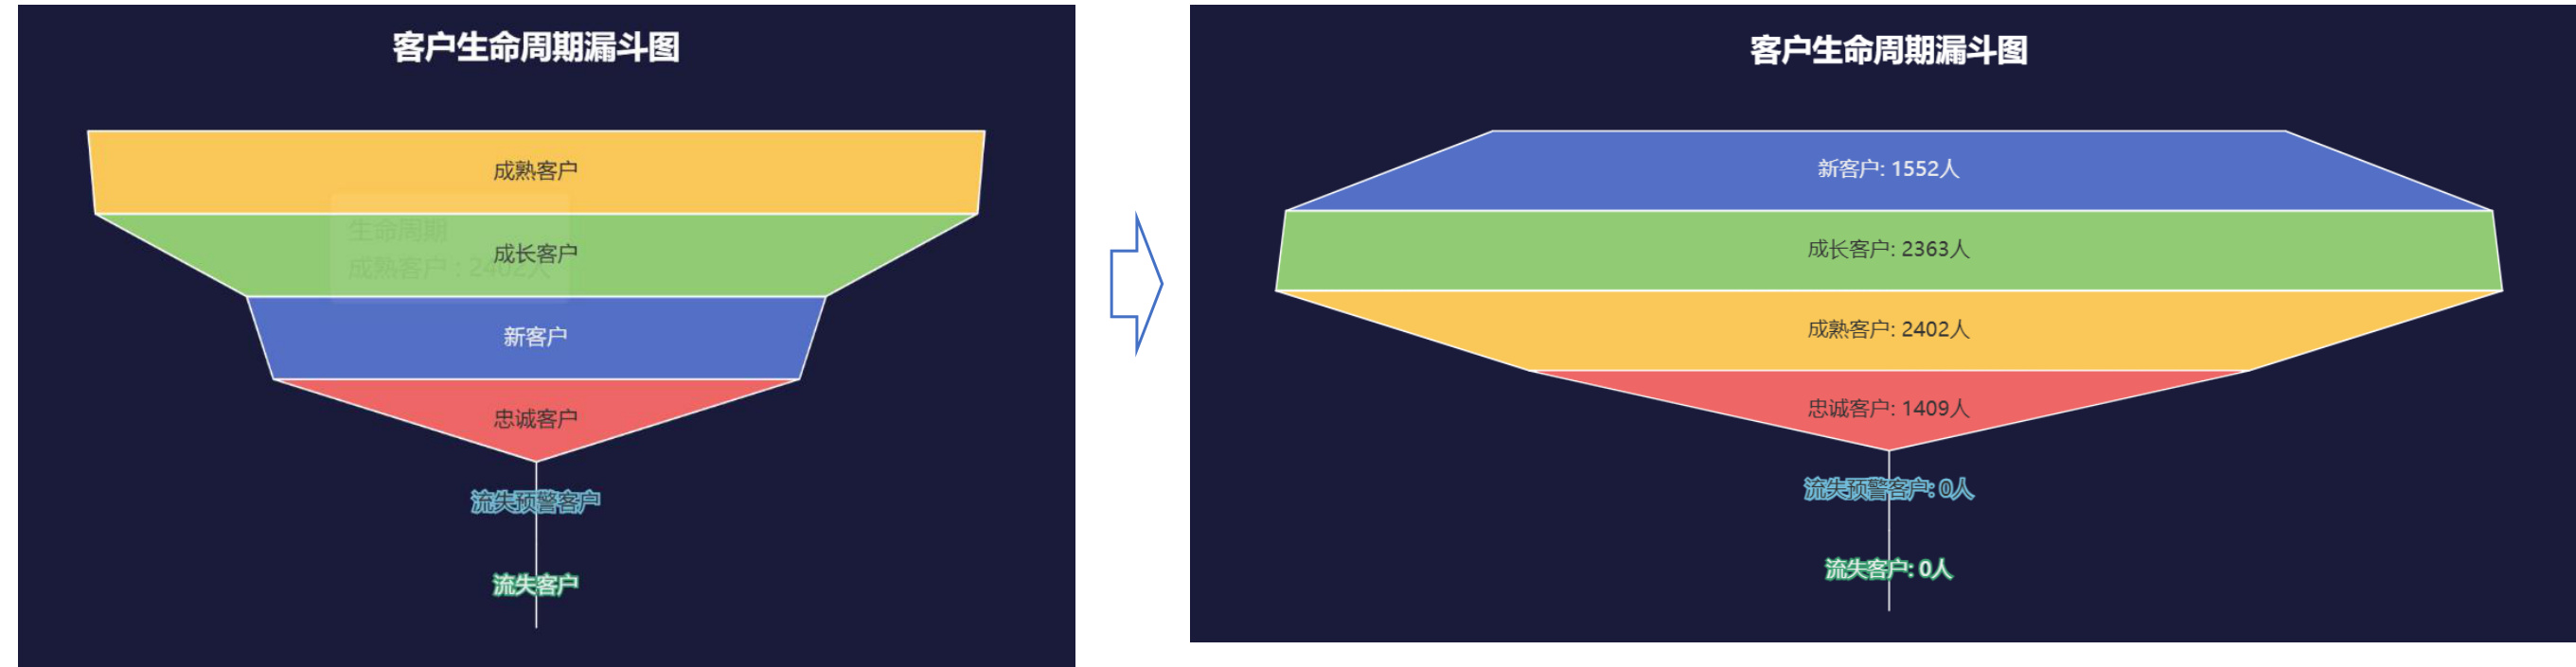 客户生命周期漏斗图
成熟客户
生命周期
成熟客户 : 2402人
成长客户
新客户
忠诚客户
流失预警客户
流失客户
客户生命周期漏斗图
新客户: 1552人
成长客户: 2363人
成熟客户: 2402人
忠诚客户: 1409人
流失预警客户: 0人
流失客户: 0人